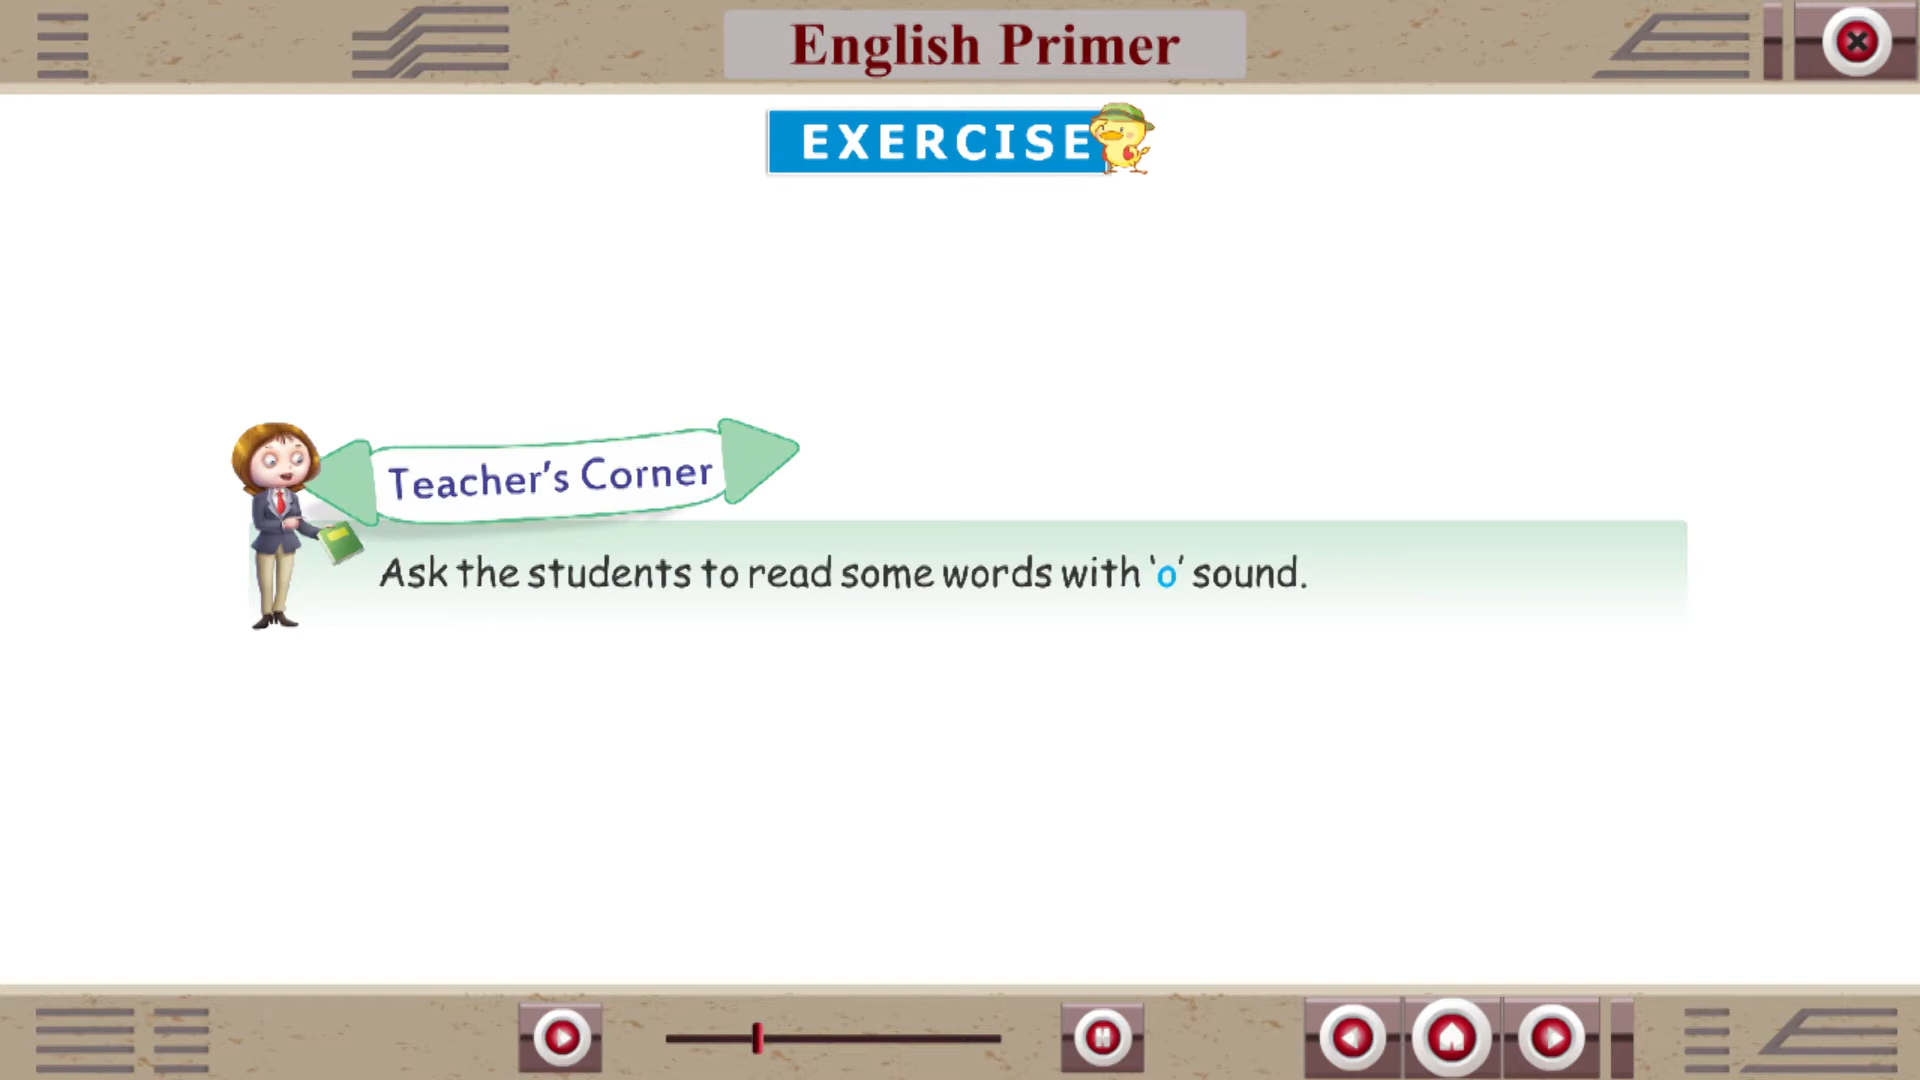 English Primer
EXERCISE
Teacher's Corner
Ask the students to read some words with ‘o’ sound.